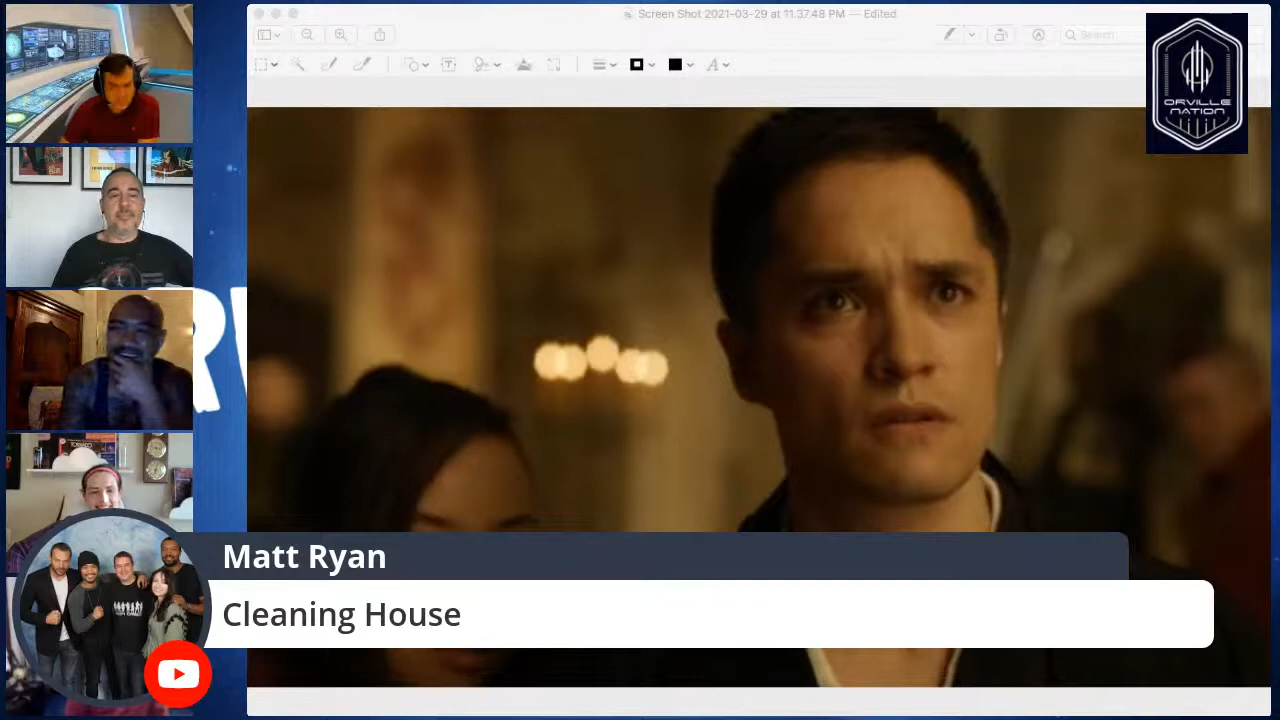 Screen Shot 2021-03-29 at 11.37.48 PM — Edited
Search
ORVILLE
NATION
Matt Ryan
Cleaning House